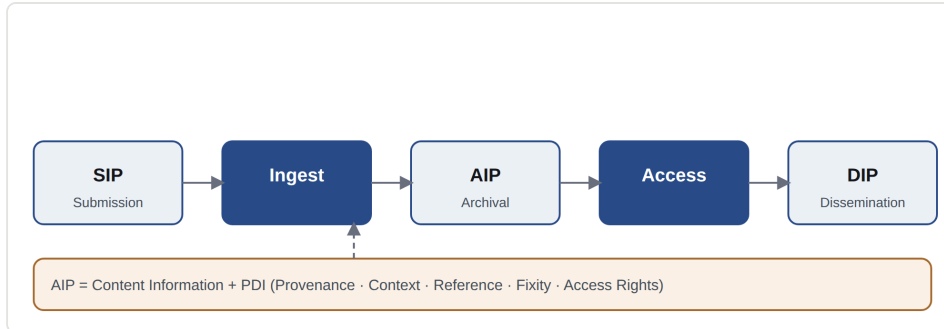 SIP
Submission
Ingest
AIP
Archival
Access
DIP
Dissemination
AIP = Content Information + PDI (Provenance · Context · Reference · Fixity · Access Rights)